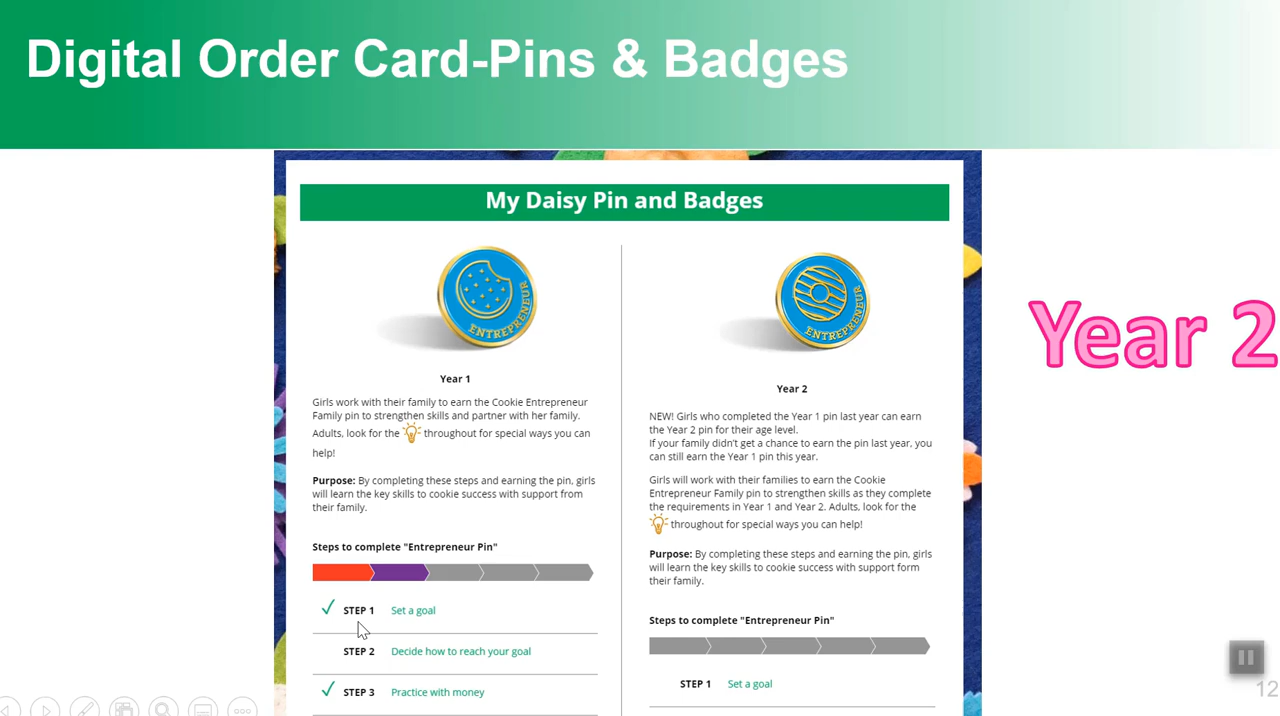 Digital Order Card-Pins & Badges
My Daisy Pin and Badges
ENTREPRENEUR
Year 1
Girls work with their family to earn the Cookie Entrepreneur
Family pin to strengthen skills and partner with her family.
Adults, look for the throughout for special ways you can
help!
Purpose: By completing these steps and earning the pin, girls
will learn the key skills to cookie success with support from
their family.
Steps to complete "Entrepreneur Pin"
STEP 1 Set a goal
STEP 2 Decide how to reach your goal
STEP 3 Practice with money
ENTREPRENEUR
Year 2
NEW! Girls who completed the Year 1 pin last year can earn
the Year 2 pin for their age level.
If your family didn't get a chance to earn the pin last year, you
can still earn the Year 1 pin this year.
Girls will work with their families to earn the Cookie
Entrepreneur Family pin to strengthen skills as they complete
the requirements in Year 1 and Year 2. Adults, look for the
throughout for special ways you can help!
Purpose: By completing these steps and earning the pin, girls
will learn the key skills to cookie success with support form
their family.
Steps to complete "Entrepreneur Pin"
STEP 1 Set a goal
Year 2
12